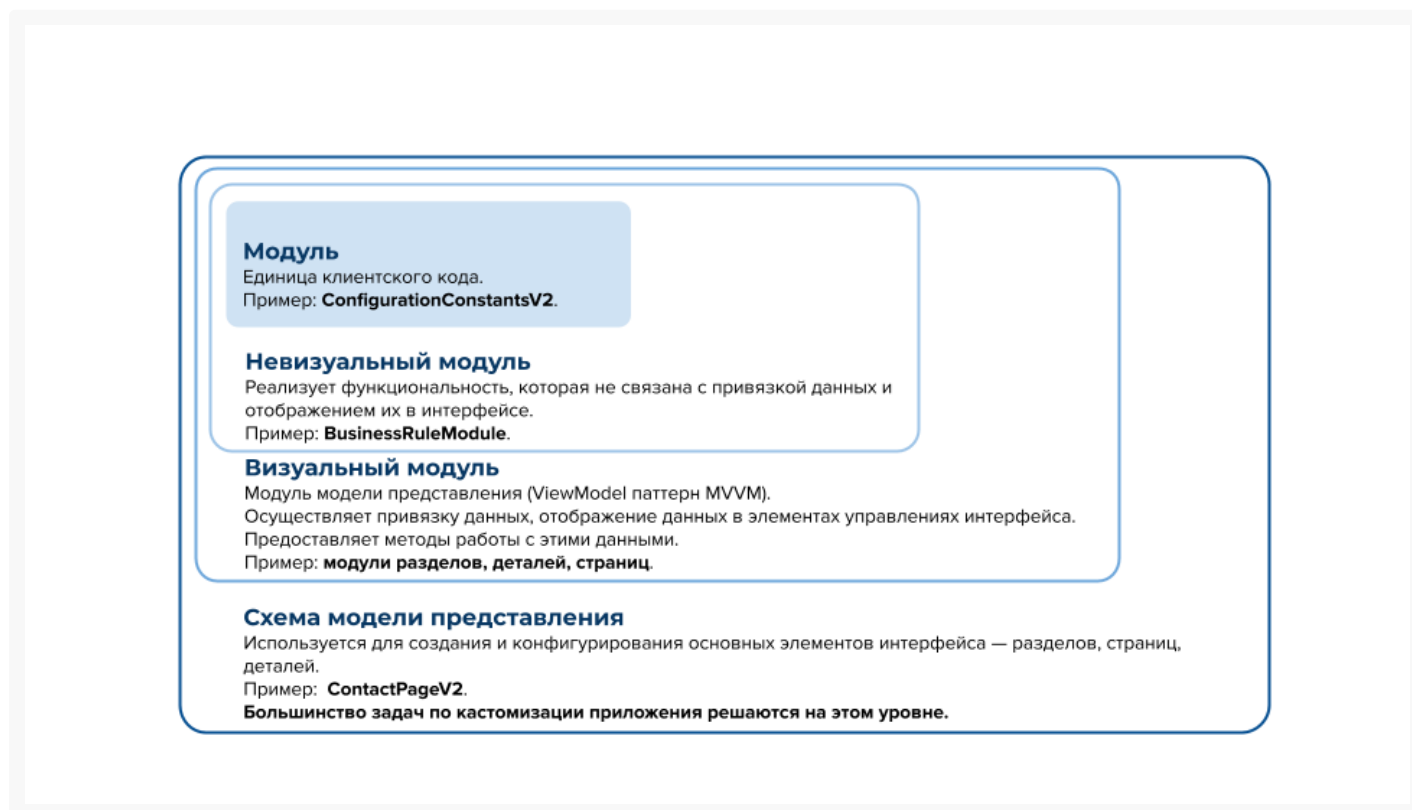 Модуль
Единица клиентского кода.
Пример: ConfigurationConstantsV2.
Невизуальный модуль
Реализует функциональность, которая не связана с привязкой данных и
отображением их в интерфейсе.
Пример: BusinessRuleModule.
Визуальный модуль
Модуль модели представления (ViewModel паттерн MVVM).
Осуществляет привязку данных, отображение данных в элементах управлениях интерфейса.
Предоставляет методы работы с этими данными.
Пример: модули разделов, деталей, страниц.
Схема модели представления
Используется для создания и конфигурирования основных элементов интерфейса — разделов, страниц,
деталей.
Пример: ContactPageV2.
Большинство задач по кастомизации приложения решаются на этом уровне.